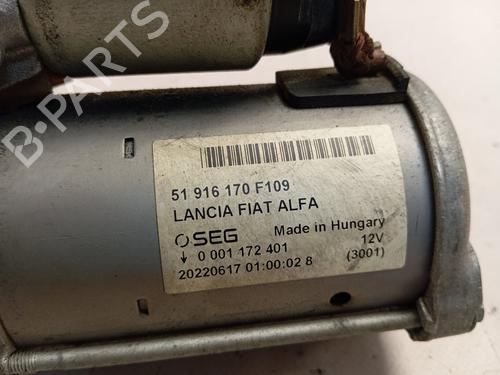 B-PARTS
51 916 170 F109
LANCIA FIAT ALFA
SEG Made in Hungary
↓ 0 001 172 401 12V
20220617 01:00:02 8 (3001)